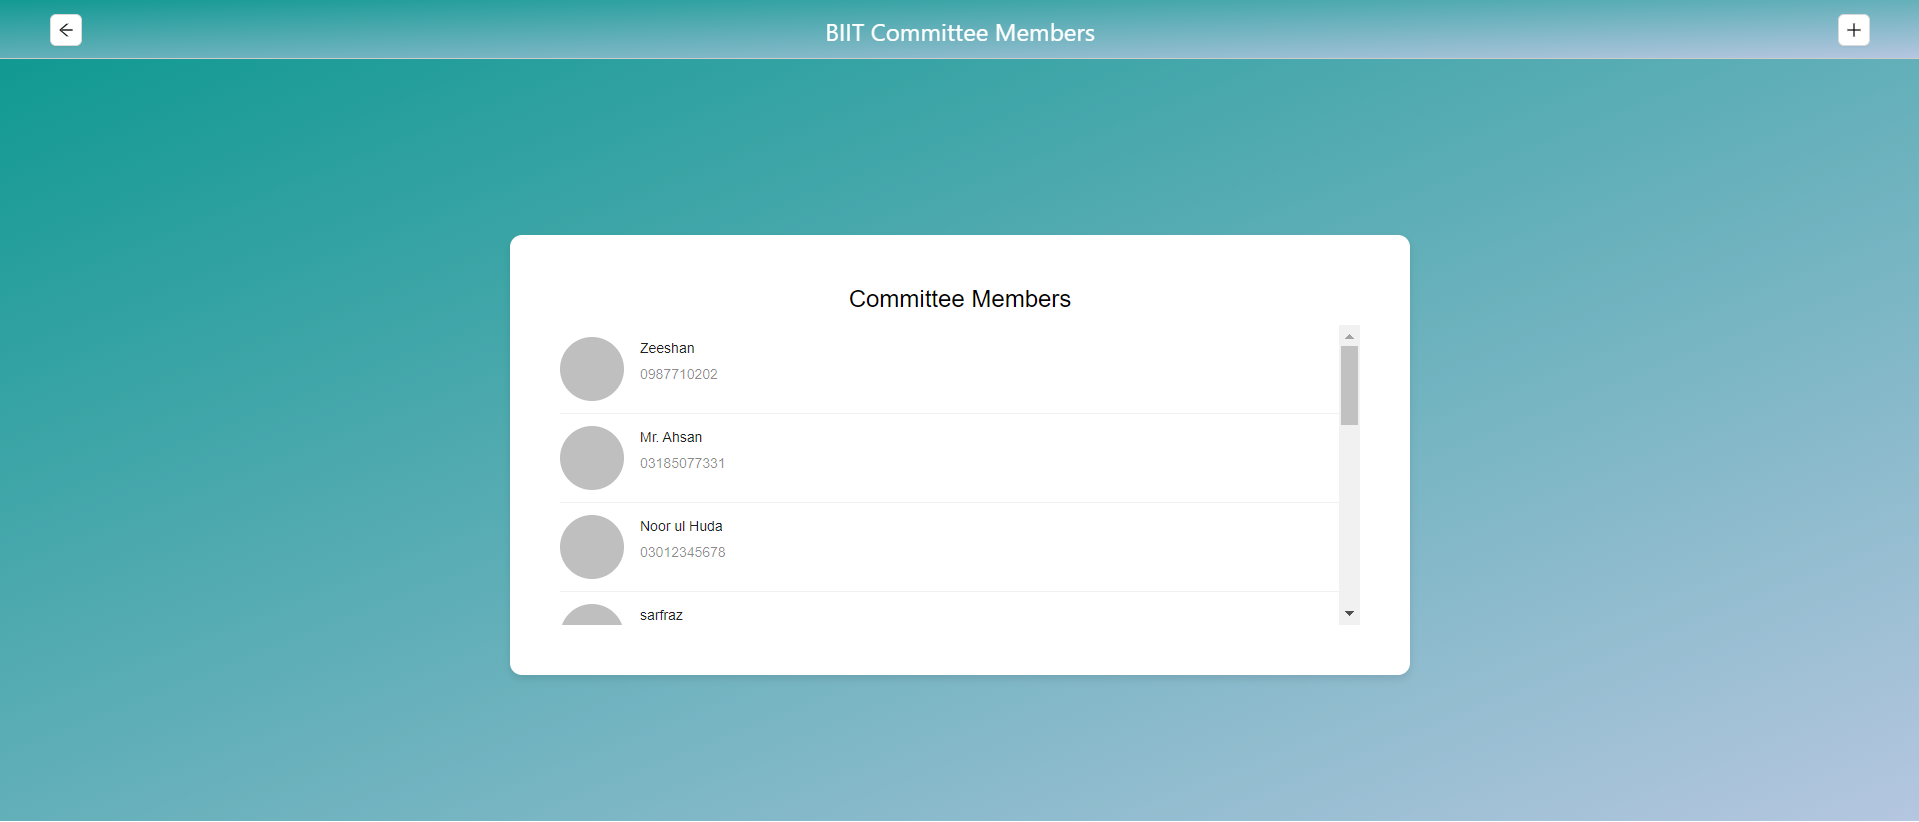 BIIT Committee Members
Committee Members
Zeeshan
0987710202
Mr. Ahsan
03185077331
Noor ul Huda
03012345678
sarfraz